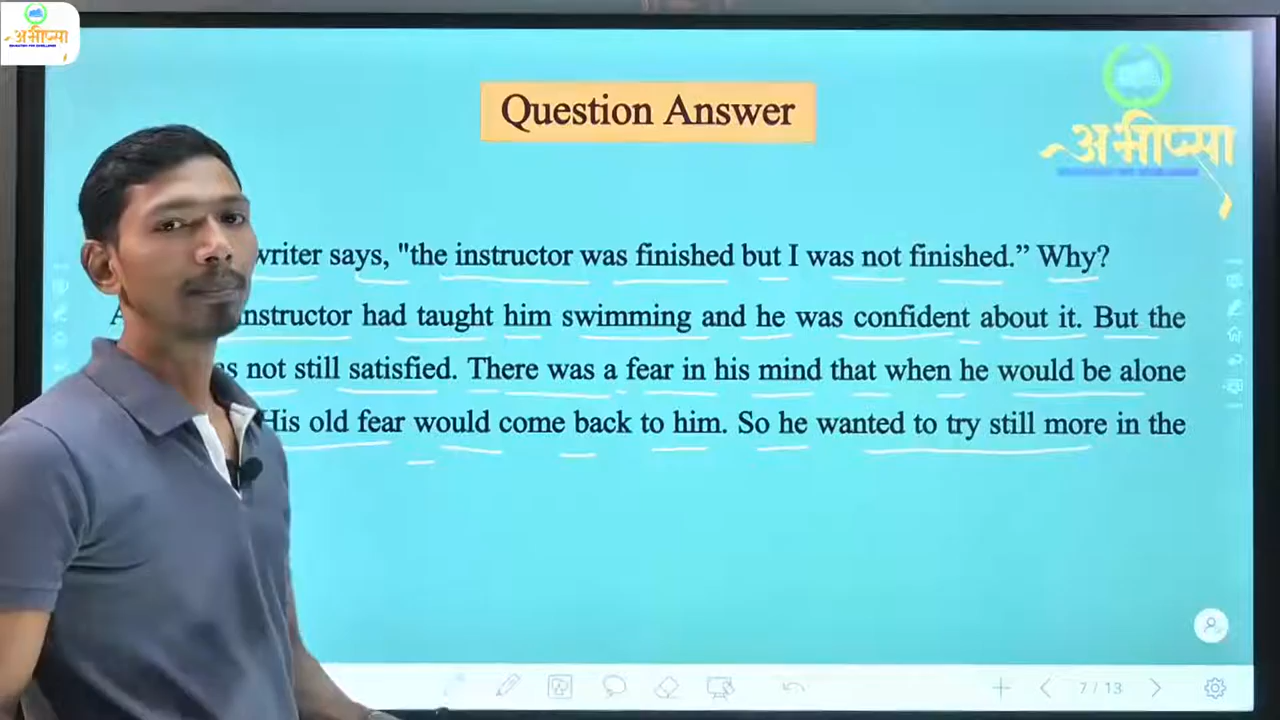 अभीप्सा
Question Answer
अभीप्सा
writer says, "the instructor was finished but I was not finished.” Why?
instructor had taught him swimming and he was confident about it. But the
not still satisfied. There was a fear in his mind that when he would be alone
His old fear would come back to him. So he wanted to try still more in the
7 / 13